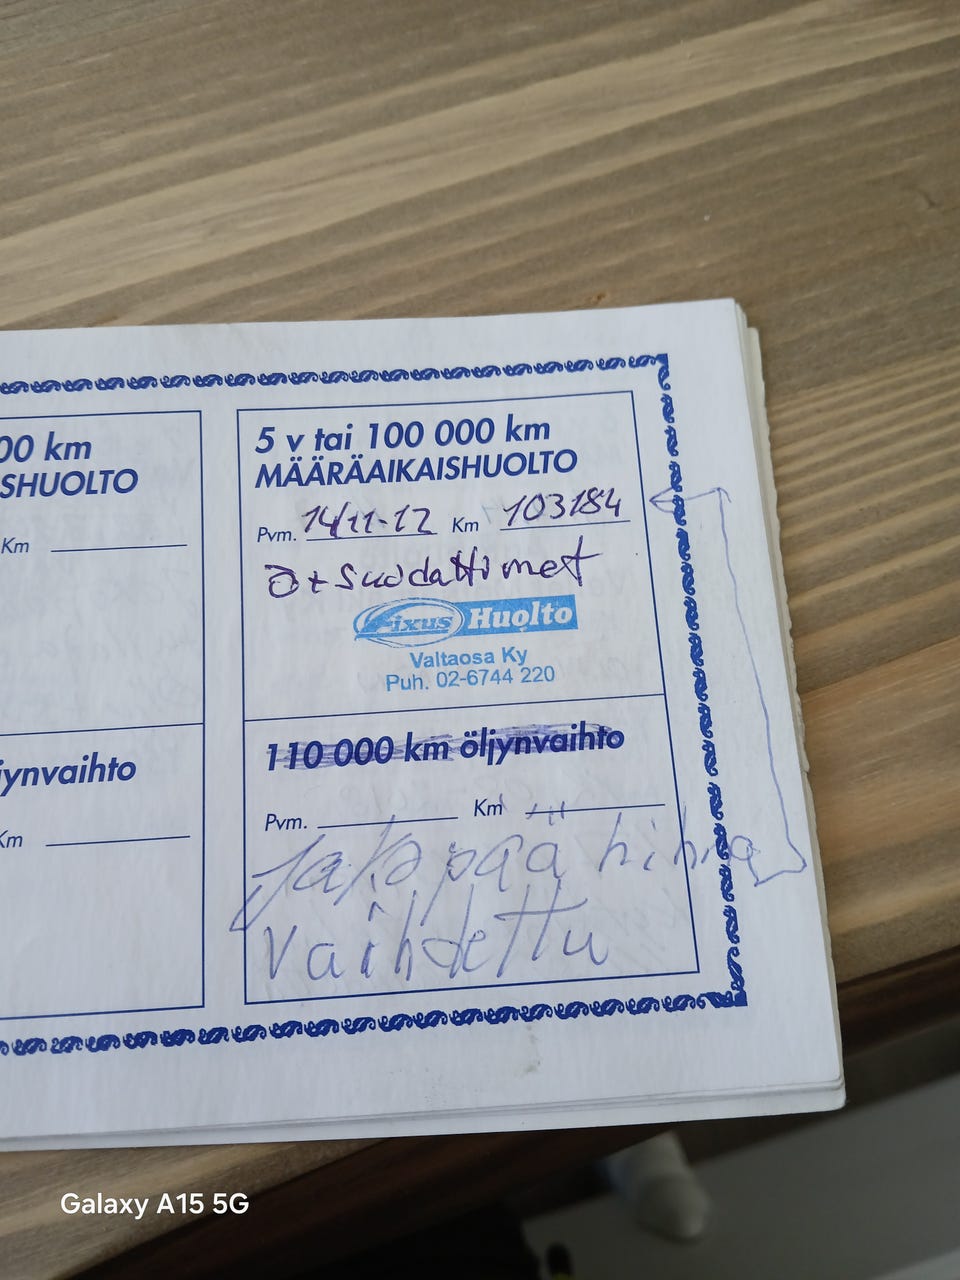 00 km
SHUOLTO
Km
jynvaihto
Km
5 v tai 100 000 km
MÄÄRÄAIKAISHUOLTO
Pvm. 14/11-12 Km 103184
Ö+suodattimet
Fixus Huolto
Valtaosa Ky
Puh. 02-6744 220
110 000 km öljynvaihto
Pvm. Km
Jakopää hihna
vaihdettu
Galaxy A15 5G